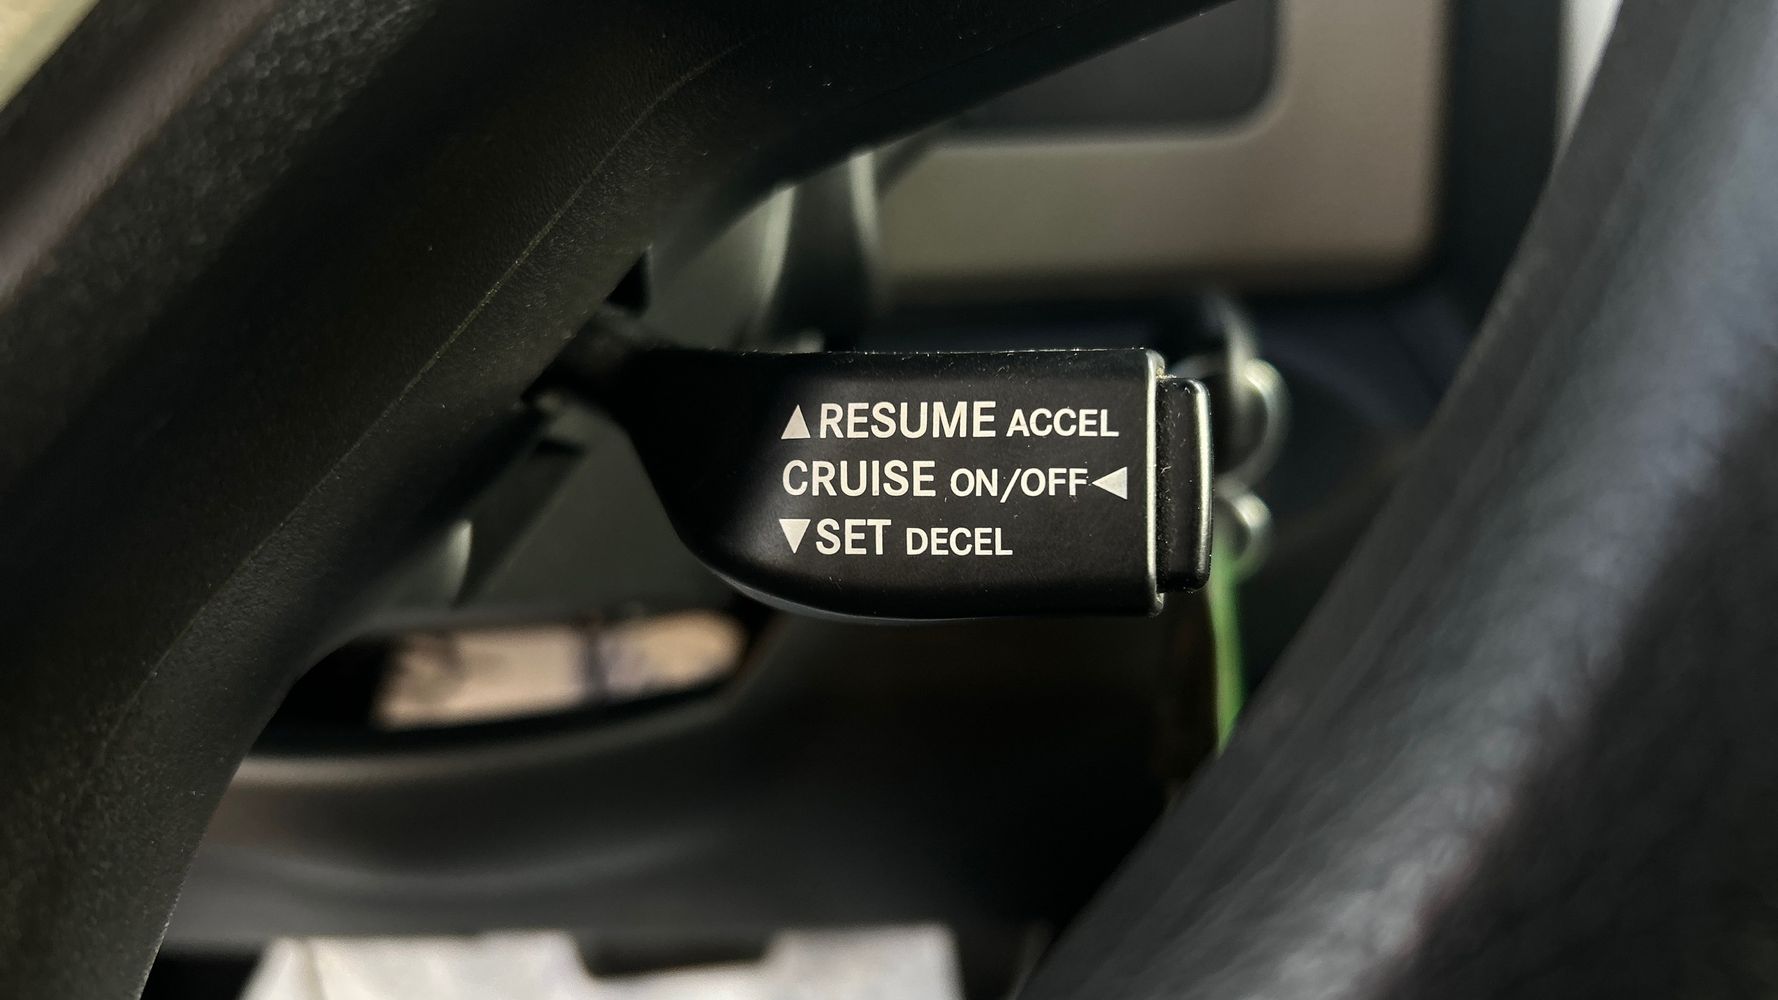 ▲RESUME ACCEL
CRUISE ON/OFF◀
▼SET DECEL